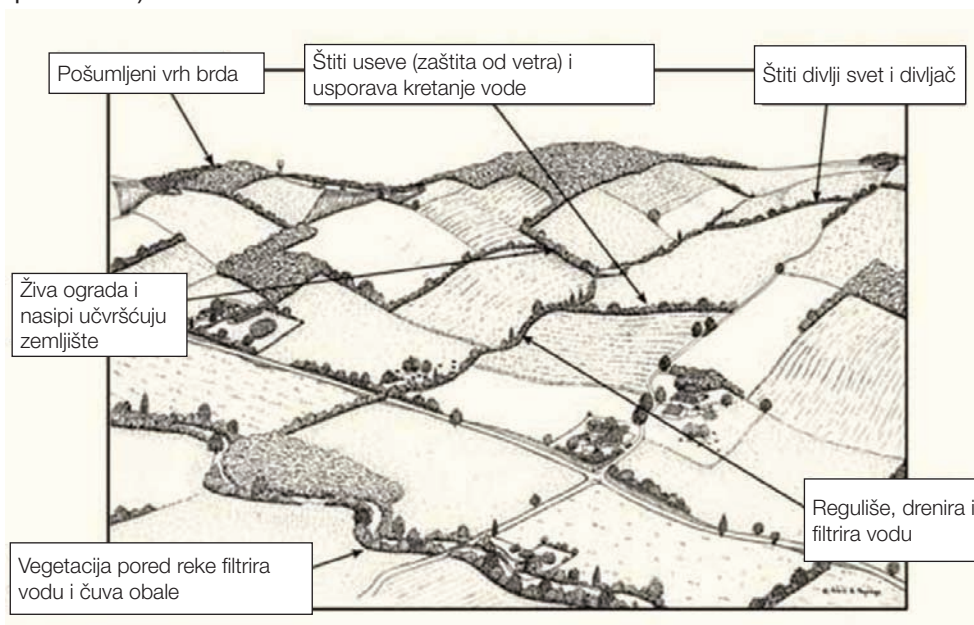 Pošumljeni vrh brda
Štiti useve (zaštita od vetra) i
usporava kretanje vode
Štiti divlji svet i divljač
Živa ograda i
nasipi učvršćuju
zemljište
Reguliše, drenira i
filtrira vodu
Vegetacija pored reke filtrira
vodu i čuva obale